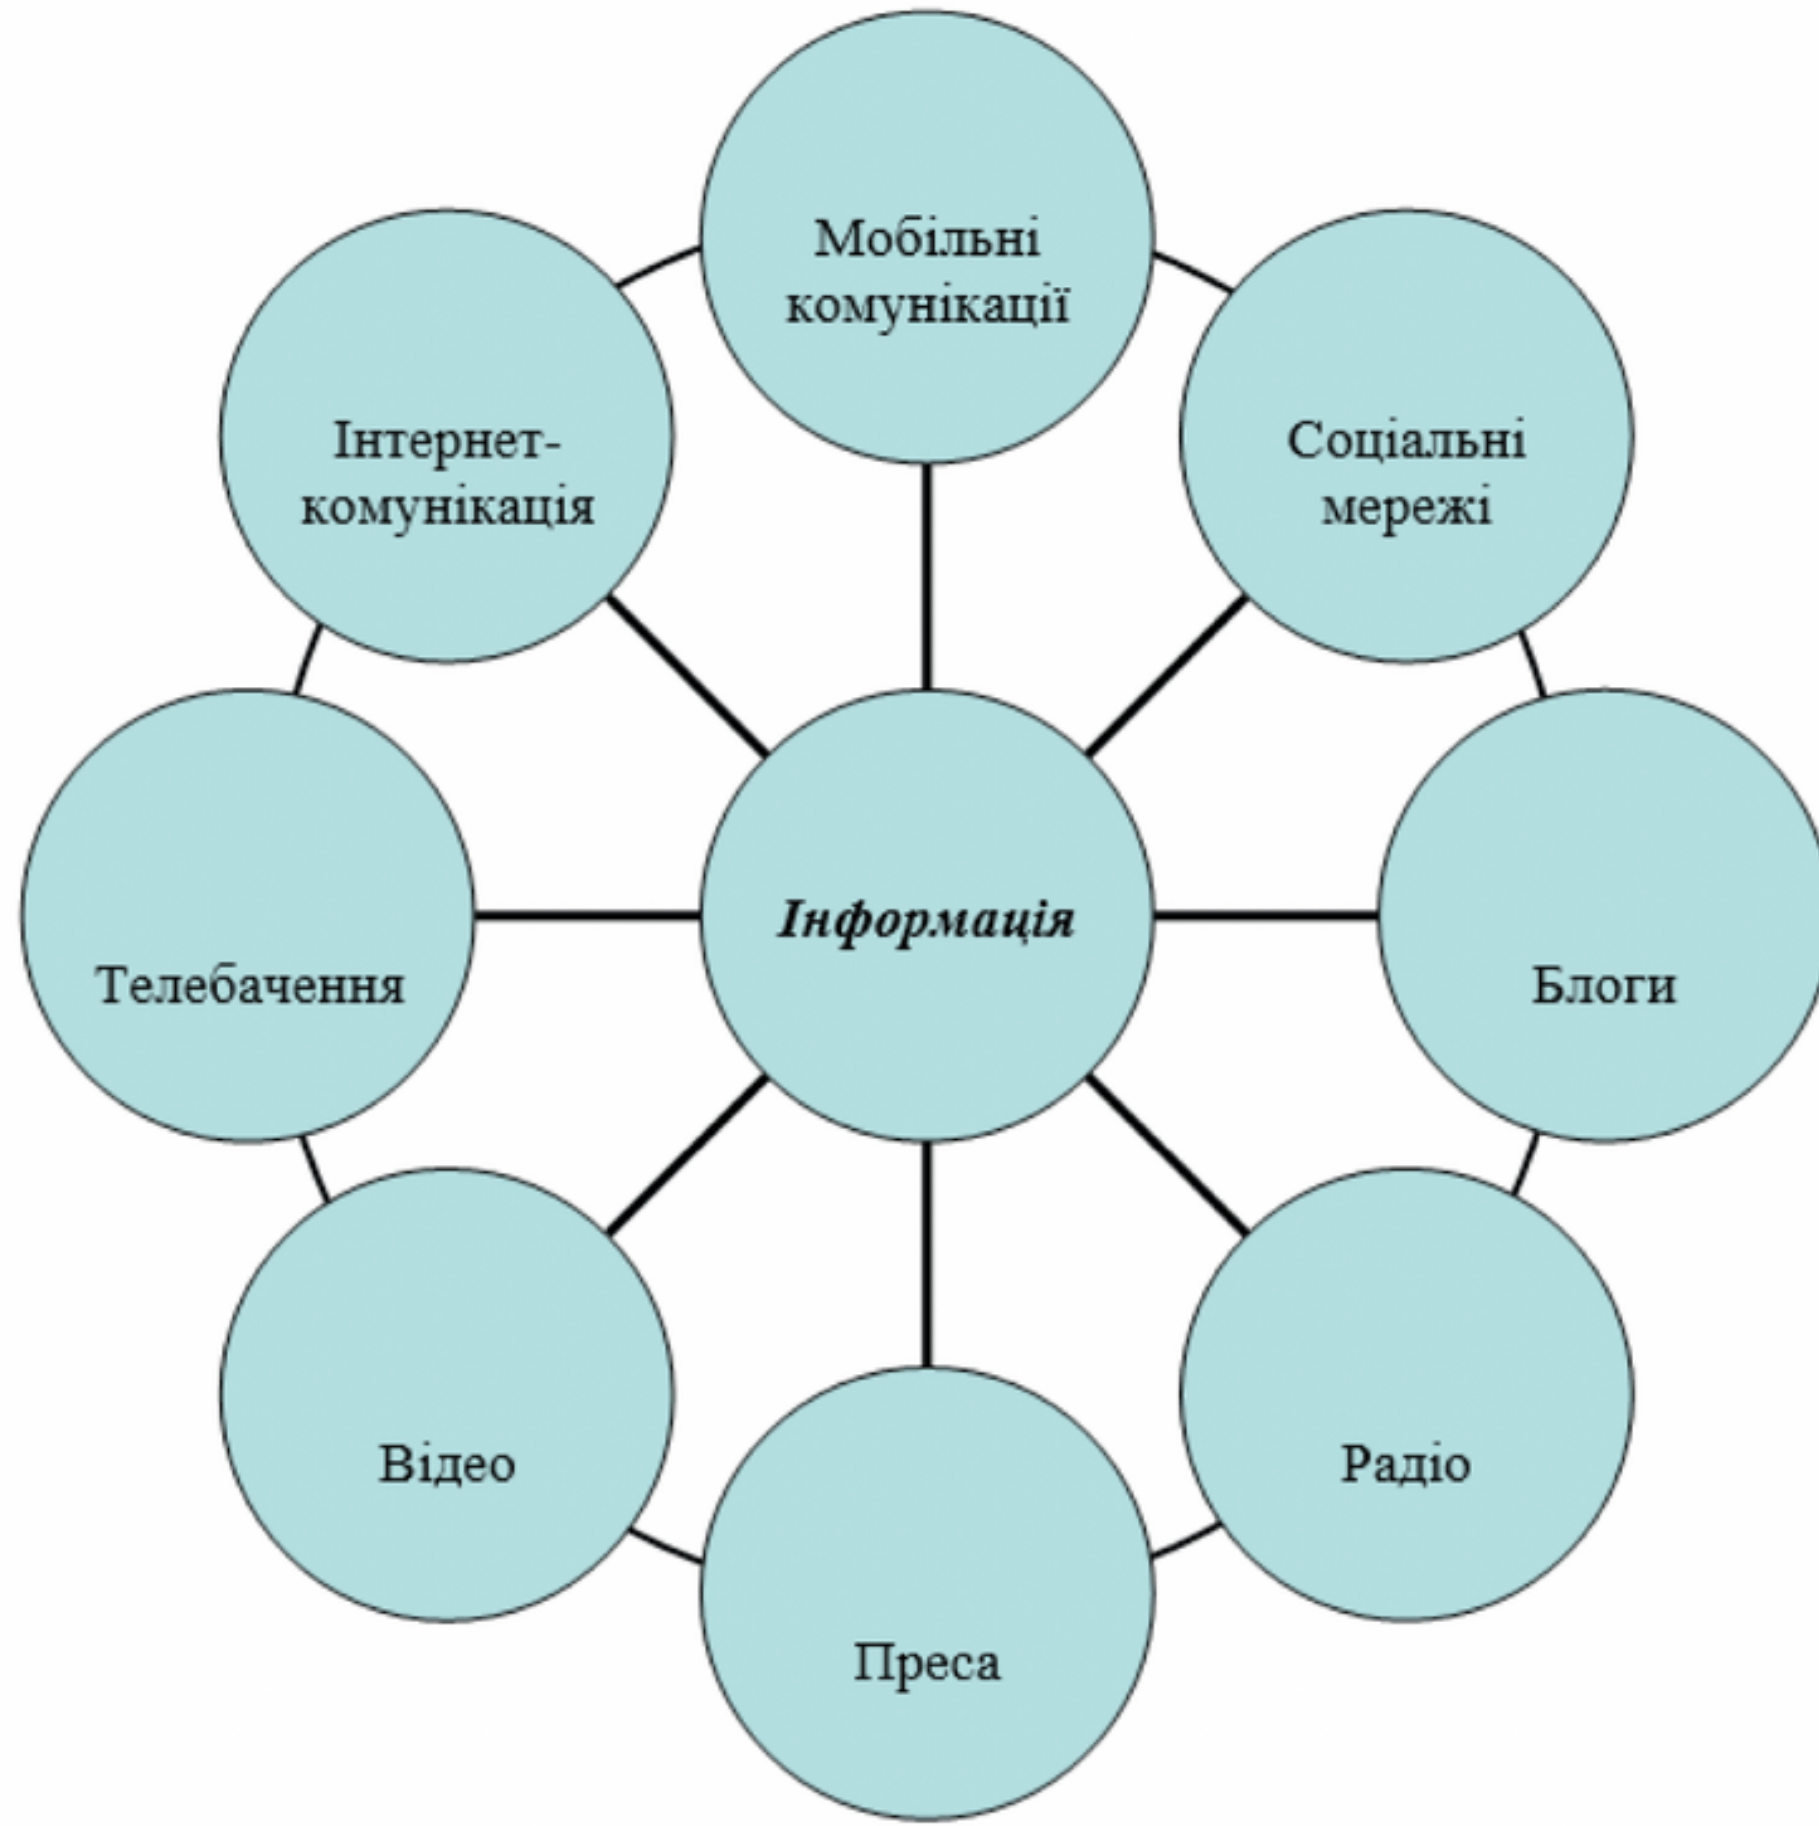 Мобільні
комунікації
Інтернет-
комунікація
Соціальні
мережі
Інформація
Телебачення
Блоги
Відео
Радіо
Преса